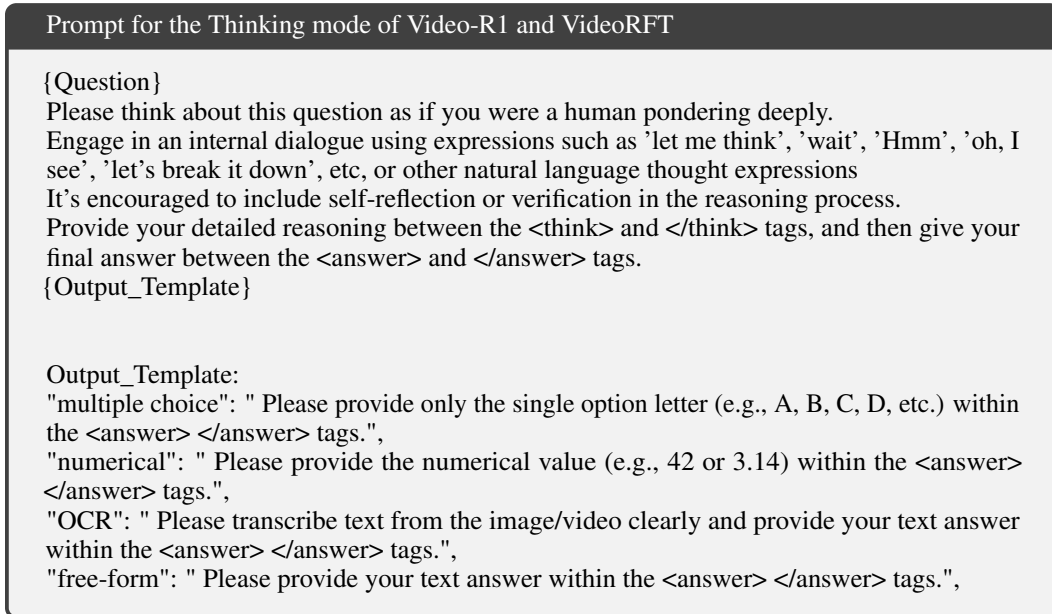 Prompt for the Thinking mode of Video-R1 and VideoRFT
{Question}
Please think about this question as if you were a human pondering deeply.
Engage in an internal dialogue using expressions such as ’let me think’, ’wait’, ’Hmm’, ’oh, I
see’, ’let’s break it down’, etc, or other natural language thought expressions
It’s encouraged to include self-reflection or verification in the reasoning process.
Provide your detailed reasoning between the <think> and </think> tags, and then give your
final answer between the <answer> and </answer> tags.
{Output_Template}
Output_Template:
"multiple choice": " Please provide only the single option letter (e.g., A, B, C, D, etc.) within
the <answer> </answer> tags.",
"numerical": " Please provide the numerical value (e.g., 42 or 3.14) within the <answer>
</answer> tags.",
"OCR": " Please transcribe text from the image/video clearly and provide your text answer
within the <answer> </answer> tags.",
"free-form": " Please provide your text answer within the <answer> </answer> tags.",